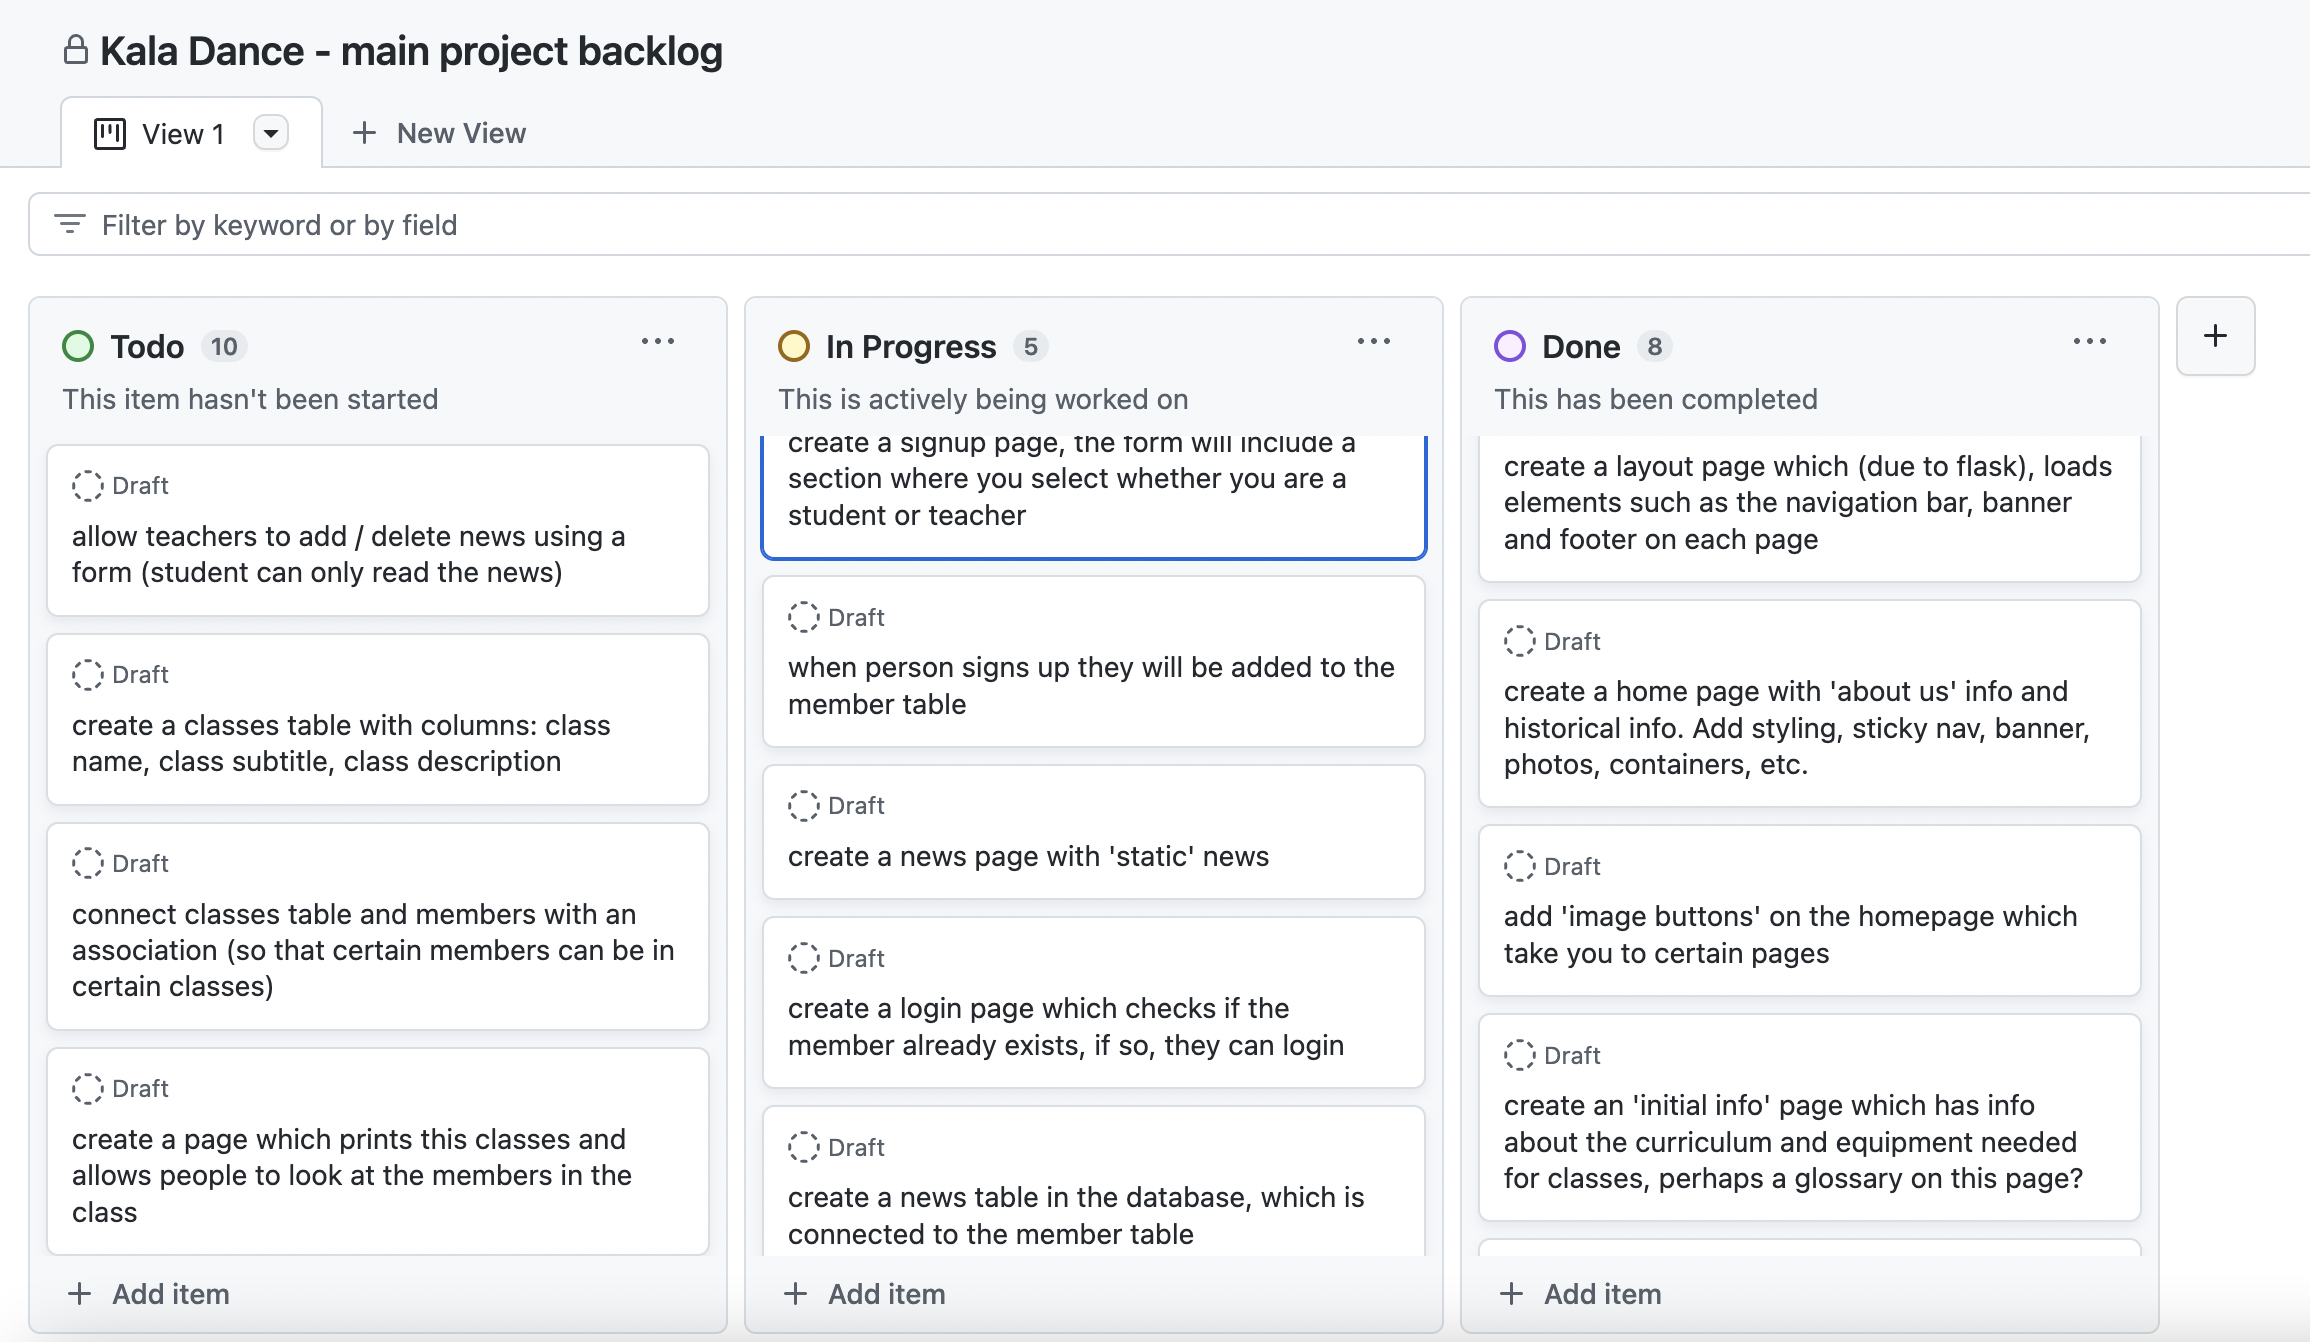 Kala Dance - main project backlog
View 1
New View
Filter by keyword or by field
Todo 10
This item hasn't been started
Draft
allow teachers to add / delete news using a
form (student can only read the news)
Draft
create a classes table with columns: class
name, class subtitle, class description
Draft
connect classes table and members with an
association (so that certain members can be in
certain classes)
Draft
create a page which prints this classes and
allows people to look at the members in the
class
Add item
In Progress 5
This is actively being worked on
create a signup page, the form will include a
section where you select whether you are a
student or teacher
Draft
when person signs up they will be added to the
member table
Draft
create a news page with 'static' news
Draft
create a login page which checks if the
member already exists, if so, they can login
Draft
create a news table in the database, which is
connected to the member table
Add item
Done 8
This has been completed
create a layout page which (due to flask), loads
elements such as the navigation bar, banner
and footer on each page
Draft
create a home page with 'about us' info and
historical info. Add styling, sticky nav, banner,
photos, containers, etc.
Draft
add 'image buttons' on the homepage which
take you to certain pages
Draft
create an 'initial info' page which has info
about the curriculum and equipment needed
for classes, perhaps a glossary on this page?
Add item